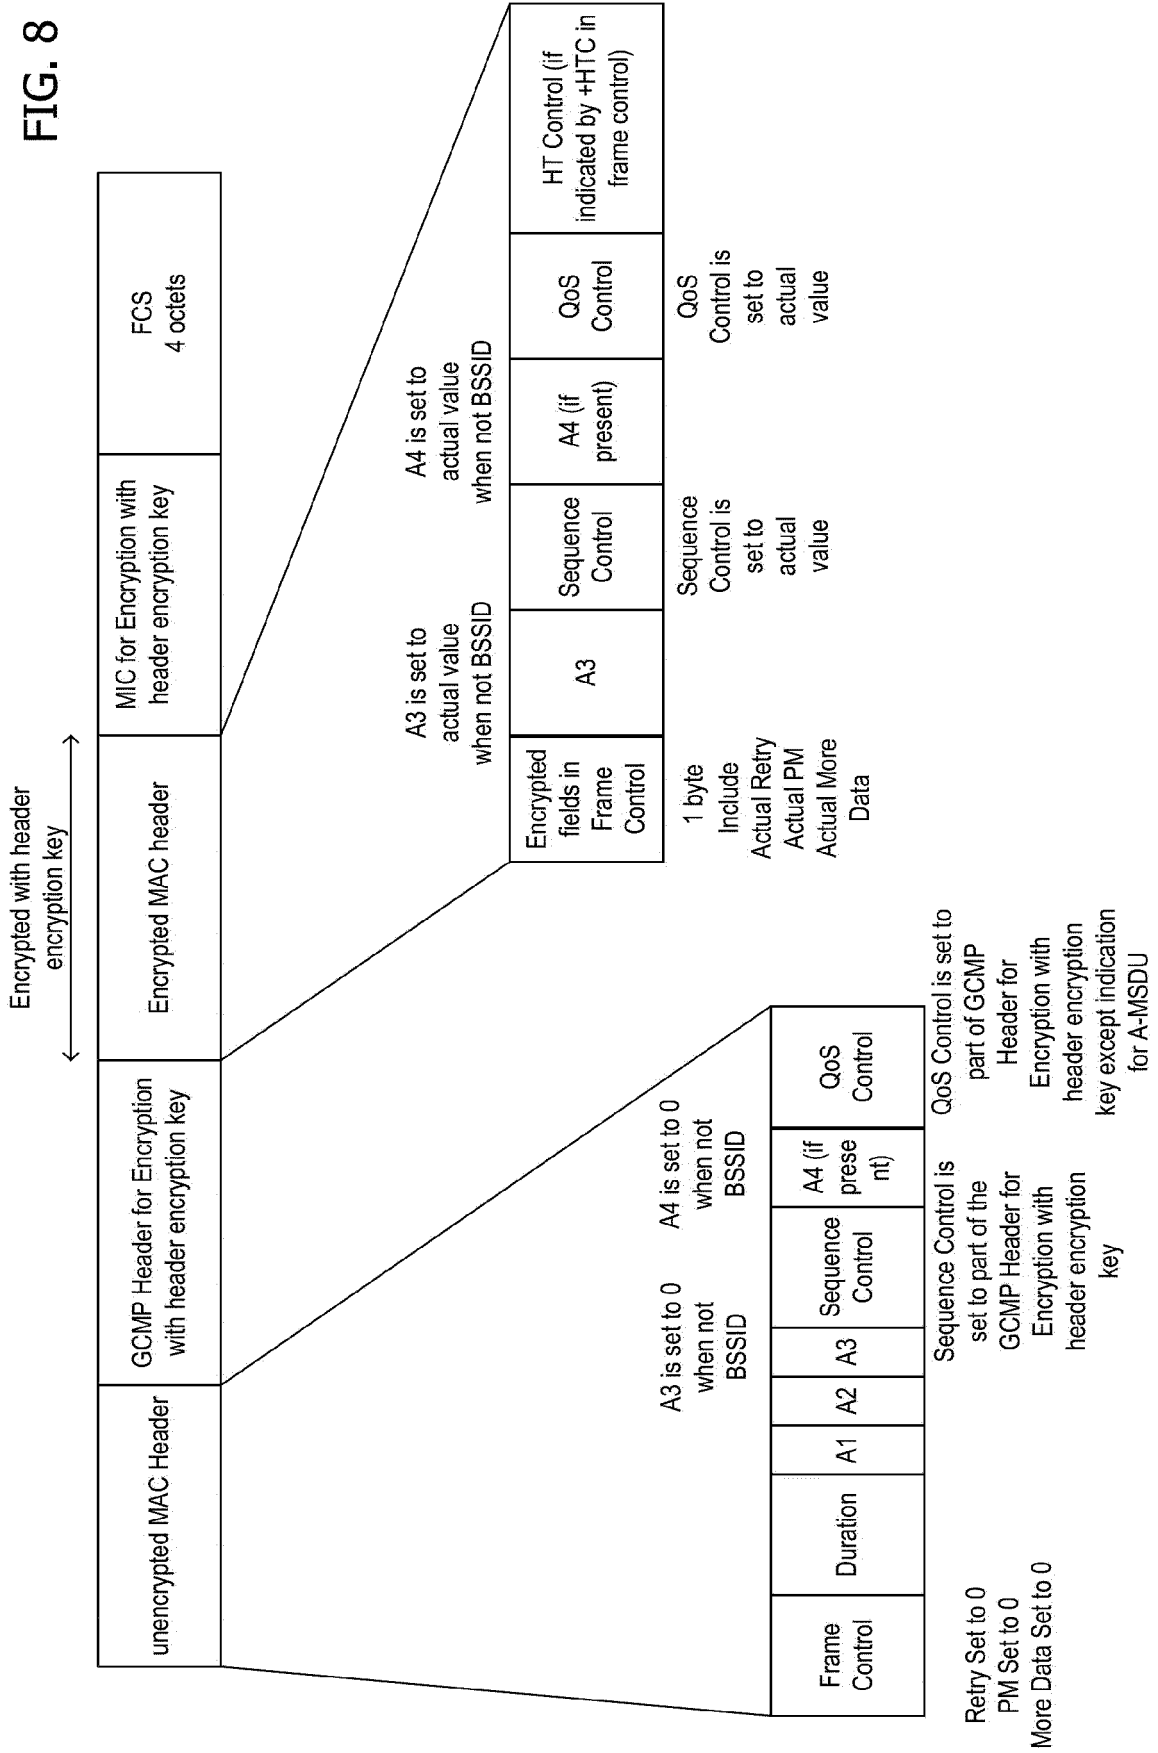 FIG. 8
Encrypted with header
encryption key
unencrypted MAC Header
GCMP Header for Encryption
with header encryption key
Encrypted MAC header
MIC for Encryption with
header encryption key
FCS
4 octets
A3 is set to
actual value
when not BSSID
A4 is set to
actual value
when not BSSID
Encrypted
fields in
Frame
Control
A3
Sequence
Control
A4 (if
present)
QoS
Control
HT Control (if
indicated by +HTC in
frame control)
1 byte
Include
Actual Retry
Actual PM
Actual More
Data
Sequence
Control is
set to
actual
value
QoS
Control is
set to
actual
value
A3 is set to 0
when not
BSSID
A4 is set to 0
when not
BSSID
Frame
Control
Duration
A1
A2
A3
Sequence
Control
A4 (if
prese
nt)
QoS
Control
Retry Set to 0
PM Set to 0
More Data Set to 0
Sequence Control is
set to part of the
GCMP Header for
Encryption with
header encryption
key
QoS Control is set to
part of GCMP
Header for
Encryption with
header encryption
key except indication
for A-MSDU